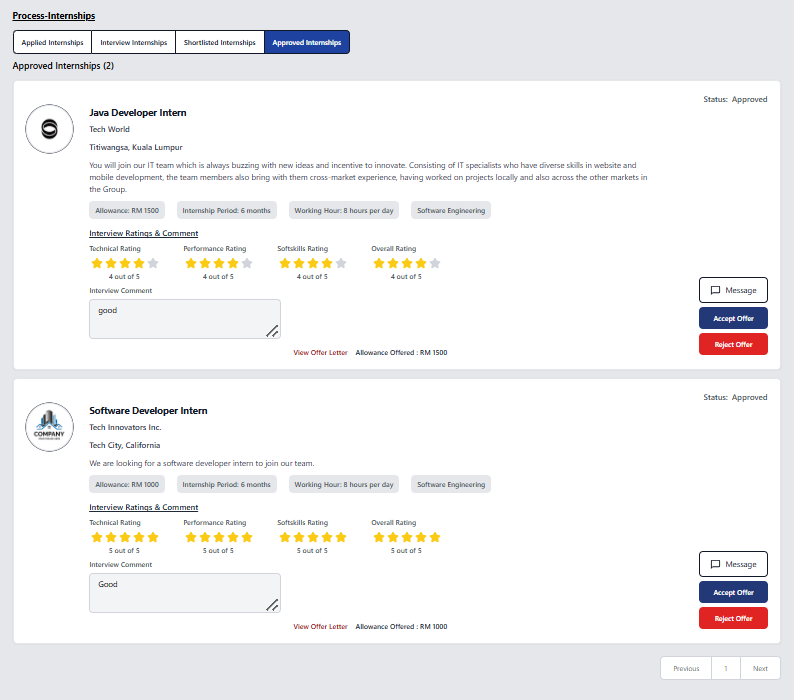 Process-Internships
Applied Internships
Interview Internships
Shortlisted Internships
Approved Internships
Approved Internships (2)
Status: Approved
Java Developer Intern
Tech World
Titiwangsa, Kuala Lumpur
You will join our IT team which is always buzzing with new ideas and incentive to innovate. Consisting of IT specialists who have diverse skills in website and
mobile development, the team members also bring with them cross-market experience, having worked on projects locally and also across the other markets in
the Group.
Allowance: RM 1500
Internship Period: 6 months
Working Hour: 8 hours per day
Software Engineering
Interview Ratings & Comment
Technical Rating
Performance Rating
Softskills Rating
Overall Rating
4 out of 5
4 out of 5
4 out of 5
4 out of 5
Interview Comment
good
Message
Accept Offer
Reject Offer
View Offer Letter
Allowance Offered : RM 1500
Status: Approved
COMPANY
Software Developer Intern
Tech Innovators Inc.
Tech City, California
We are looking for a software developer intern to join our team.
Allowance: RM 1000
Internship Period: 6 months
Working Hour: 8 hours per day
Software Engineering
Interview Ratings & Comment
Technical Rating
Performance Rating
Softskills Rating
Overall Rating
5 out of 5
5 out of 5
5 out of 5
5 out of 5
Interview Comment
Good
Message
Accept Offer
Reject Offer
View Offer Letter
Allowance Offered : RM 1000
Previous
1
Next